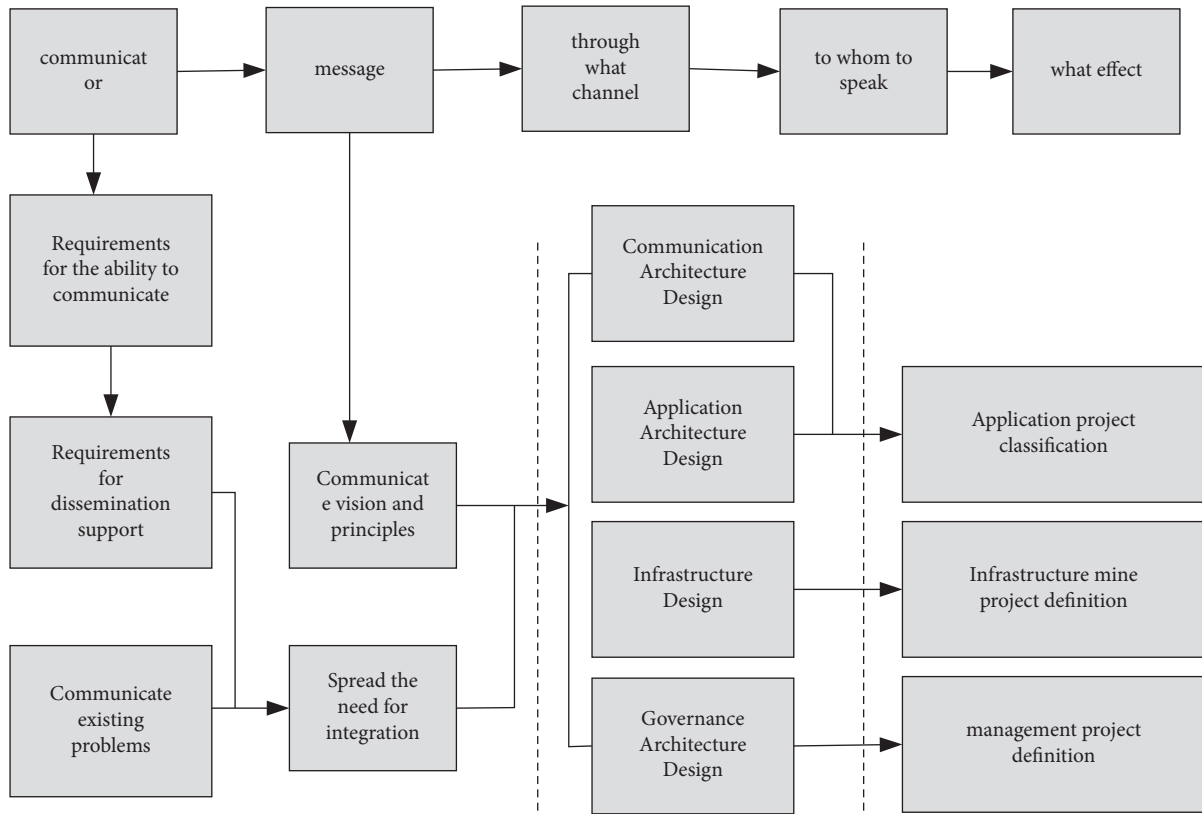 communicat
or
message
through
what
channel
to whom to
speak
what effect
Requirements
for the ability to
communicate
Communication
Architecture
Design
Requirements
for
dissemination
support
Communicat
e vision and
principles
Application
Architecture
Design
Application project
classification
Infrastructure
Design
Infrastructure mine
project definition
Communicate
existing
problems
Spread the
need for
integration
Governance
Architecture
Design
management project
definition